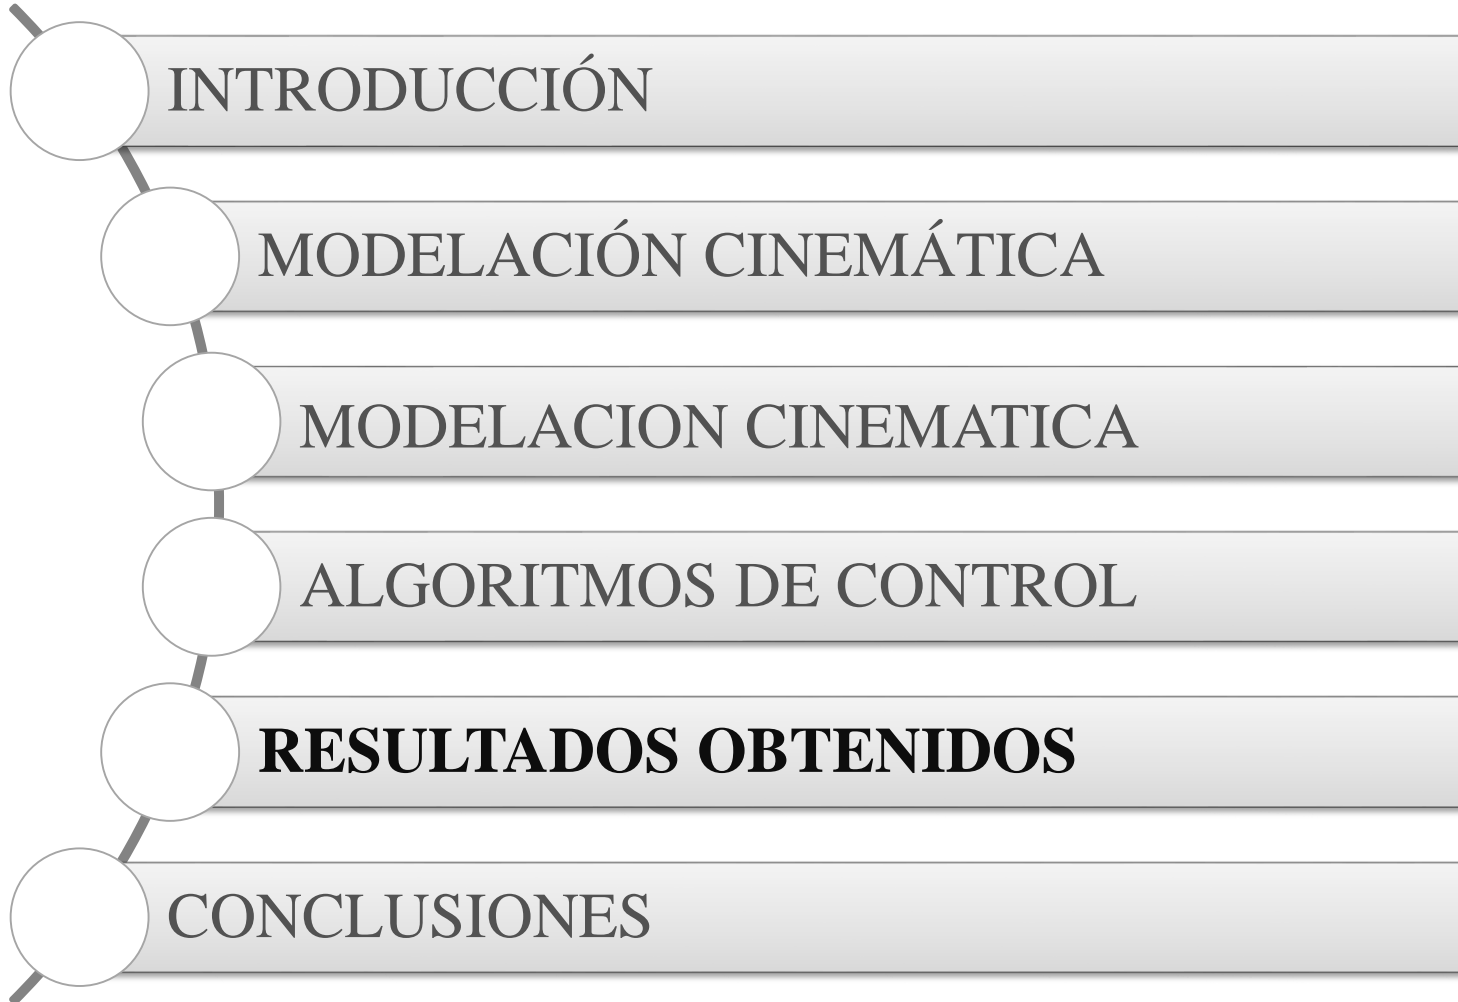 INTRODUCCIÓN
MODELACIÓN CINEMÁTICA
MODELACION CINEMATICA
ALGORITMOS DE CONTROL
RESULTADOS OBTENIDOS
CONCLUSIONES